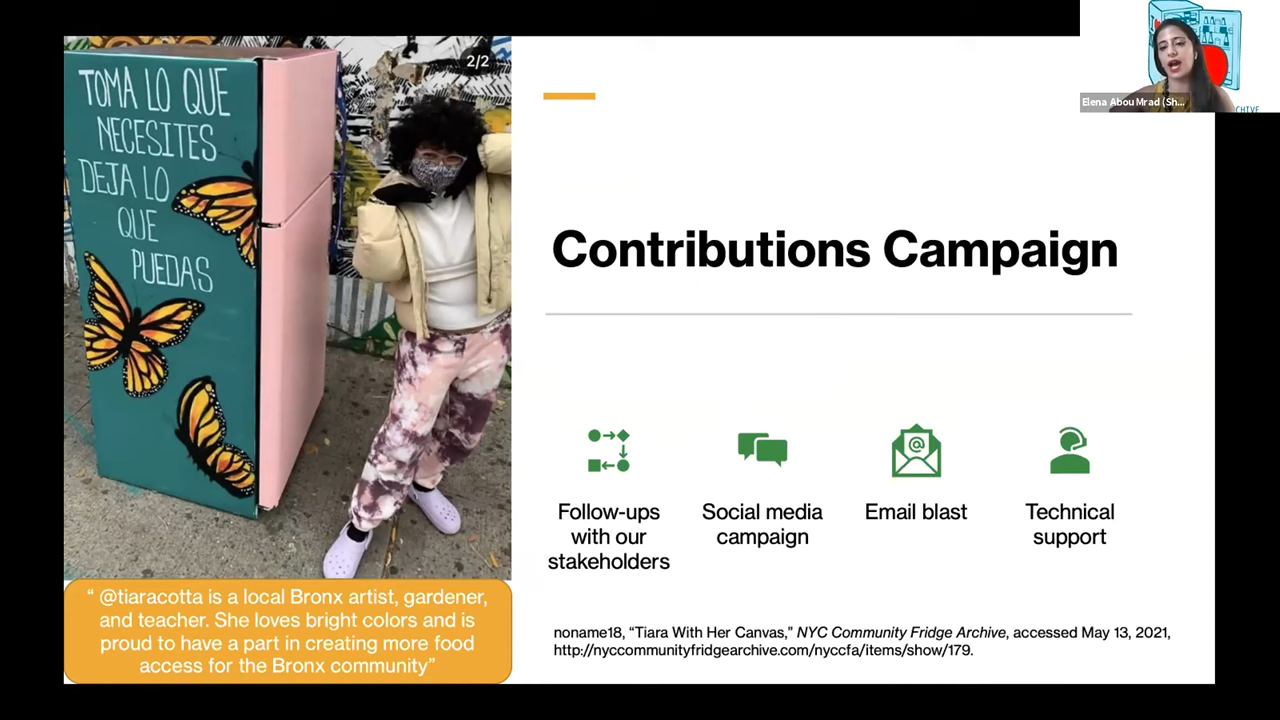 2/2
TOMA LO QUE
NECESITES
DEJA LO
QUE
PUEDAS
“ @tiaracotta is a local Bronx artist, gardener,
and teacher. She loves bright colors and is
proud to have a part in creating more food
access for the Bronx community”
Contributions Campaign
Follow-ups
with our
stakeholders
Social media
campaign
@
Email blast
Technical
support
noname18, “Tiara With Her Canvas,” NYC Community Fridge Archive, accessed May 13, 2021,
http://nyccommunityfridgearchive.com/nyccfa/items/show/179.
Elena Abou Mrad (Sh...
CHIVE